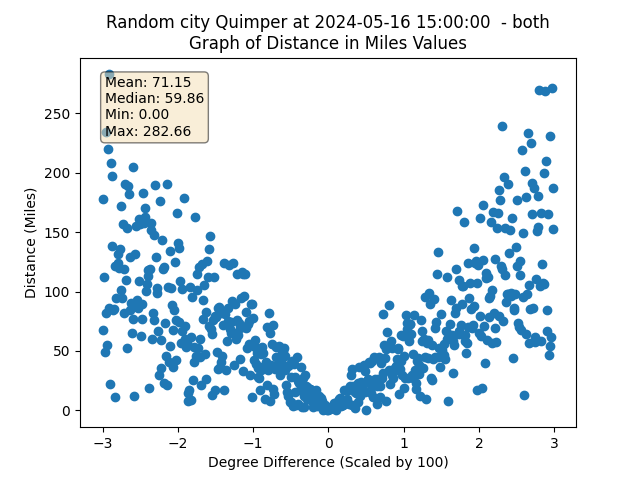 Random city Quimper at 2024-05-16 15:00:00  - both
Graph of Distance in Miles Values
Mean: 71.15
Median: 59.86
Min: 0.00
Max: 282.66
250
200
150
100
50
0
Distance (Miles)
−3
−2
−1
0
1
2
3
Degree Difference (Scaled by 100)